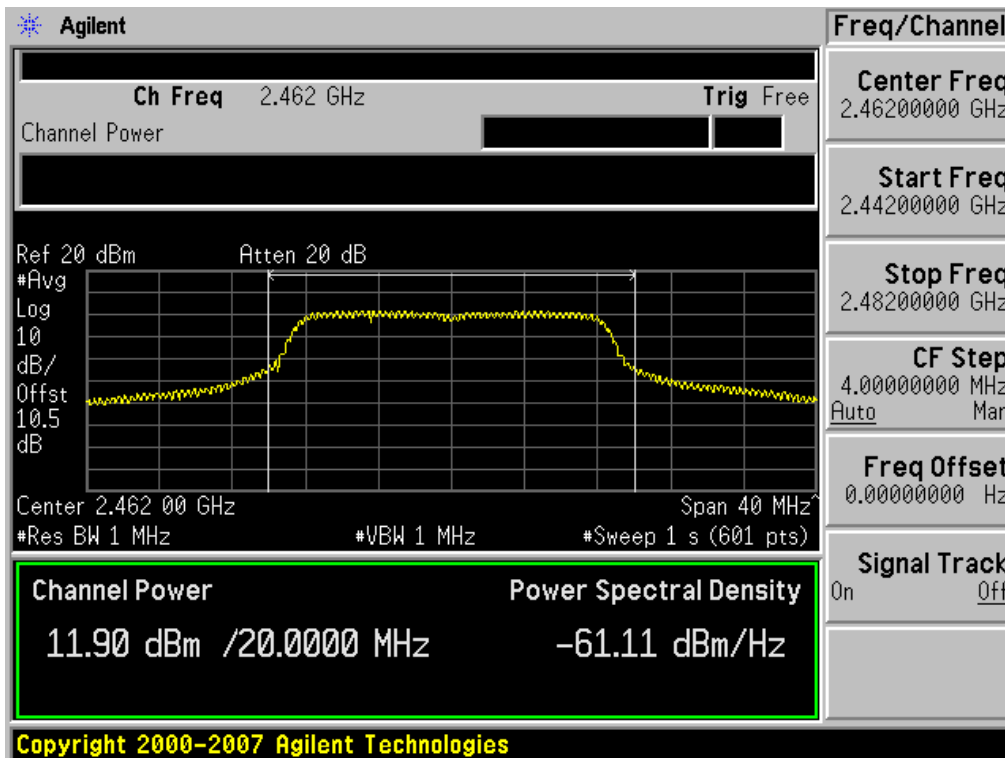 Agilent
Freq/Channel
Ch Freq 2.462 GHz Trig Free
Channel Power
Center Freq
2.46200000 GHz
Start Freq
2.44200000 GHz
Stop Freq
2.48200000 GHz
CF Step
4.00000000 MHz
Auto Man
Freq Offset
0.00000000 Hz
Signal Track
On Off
Ref 20 dBm Atten 20 dB
#Avg
Log
10
dB/
Offst
10.5
dB
Center 2.462 00 GHz Span 40 MHz^
#Res BW 1 MHz #VBW 1 MHz #Sweep 1 s (601 pts)
Channel Power Power Spectral Density
11.90 dBm /20.0000 MHz -61.11 dBm/Hz
Copyright 2000-2007 Agilent Technologies